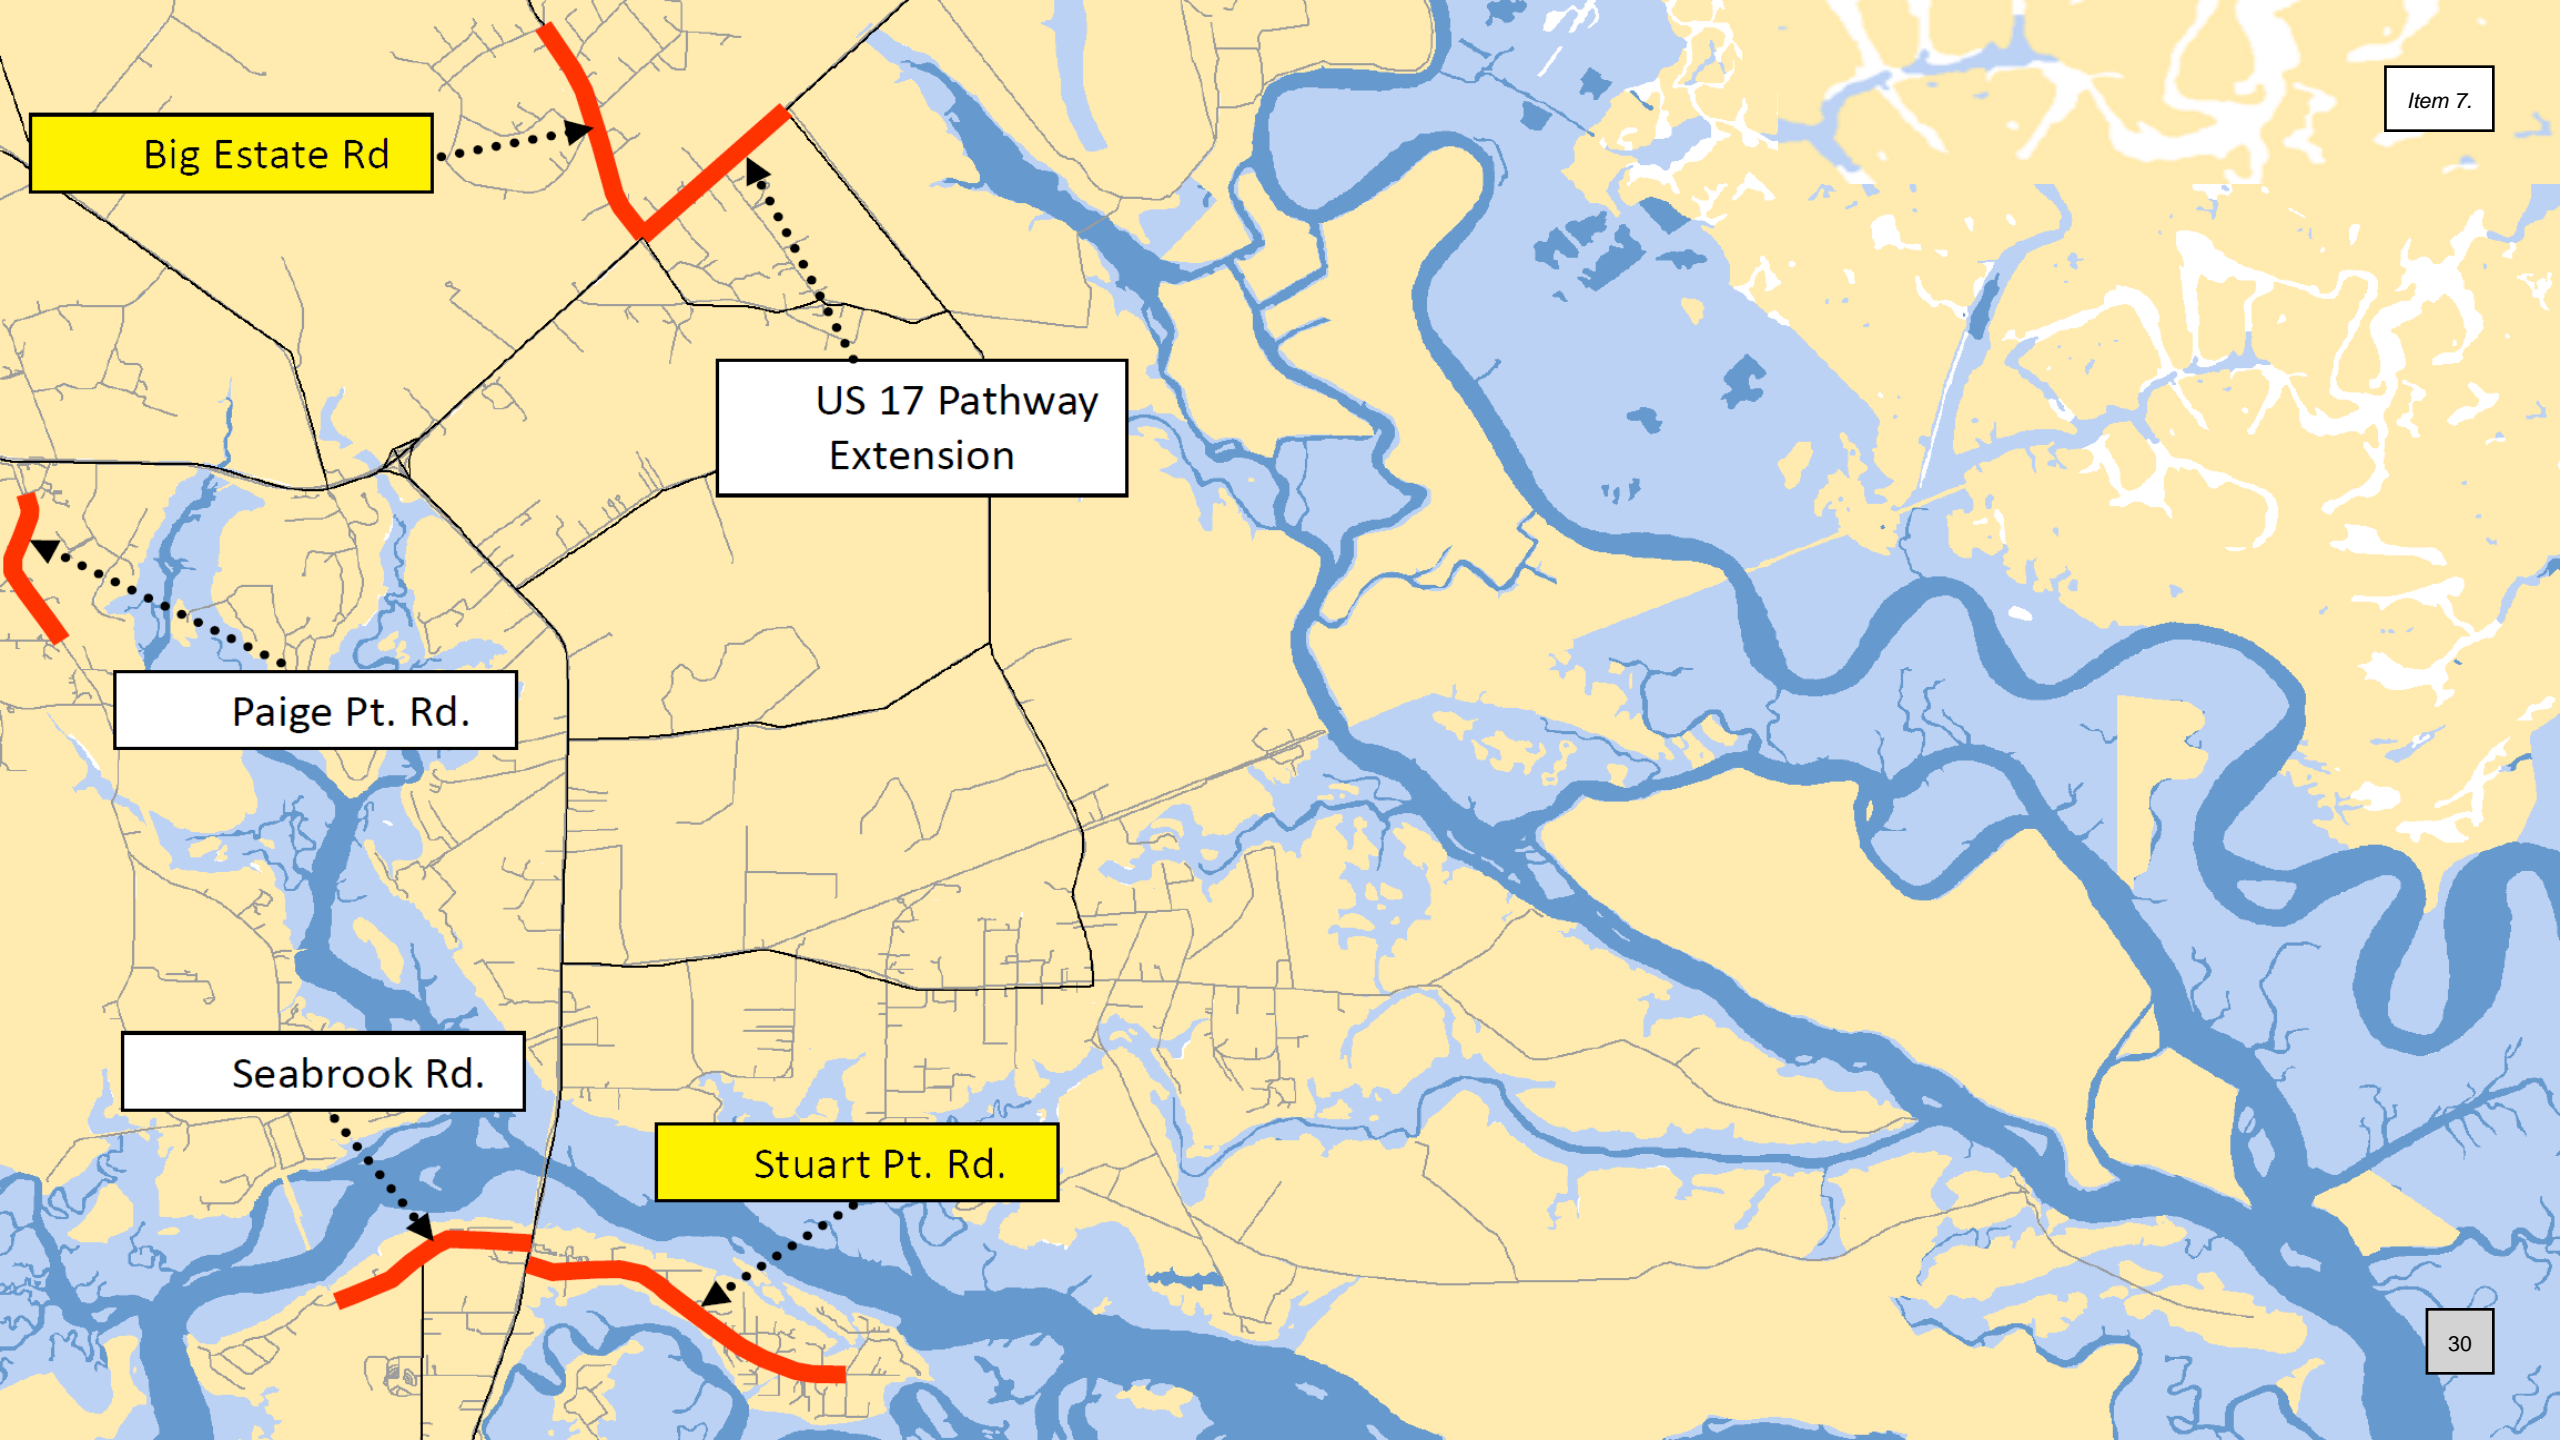 Item 7.
Big Estate Rd
US 17 Pathway
Extension
Paige Pt. Rd.
Seabrook Rd.
Stuart Pt. Rd.
30